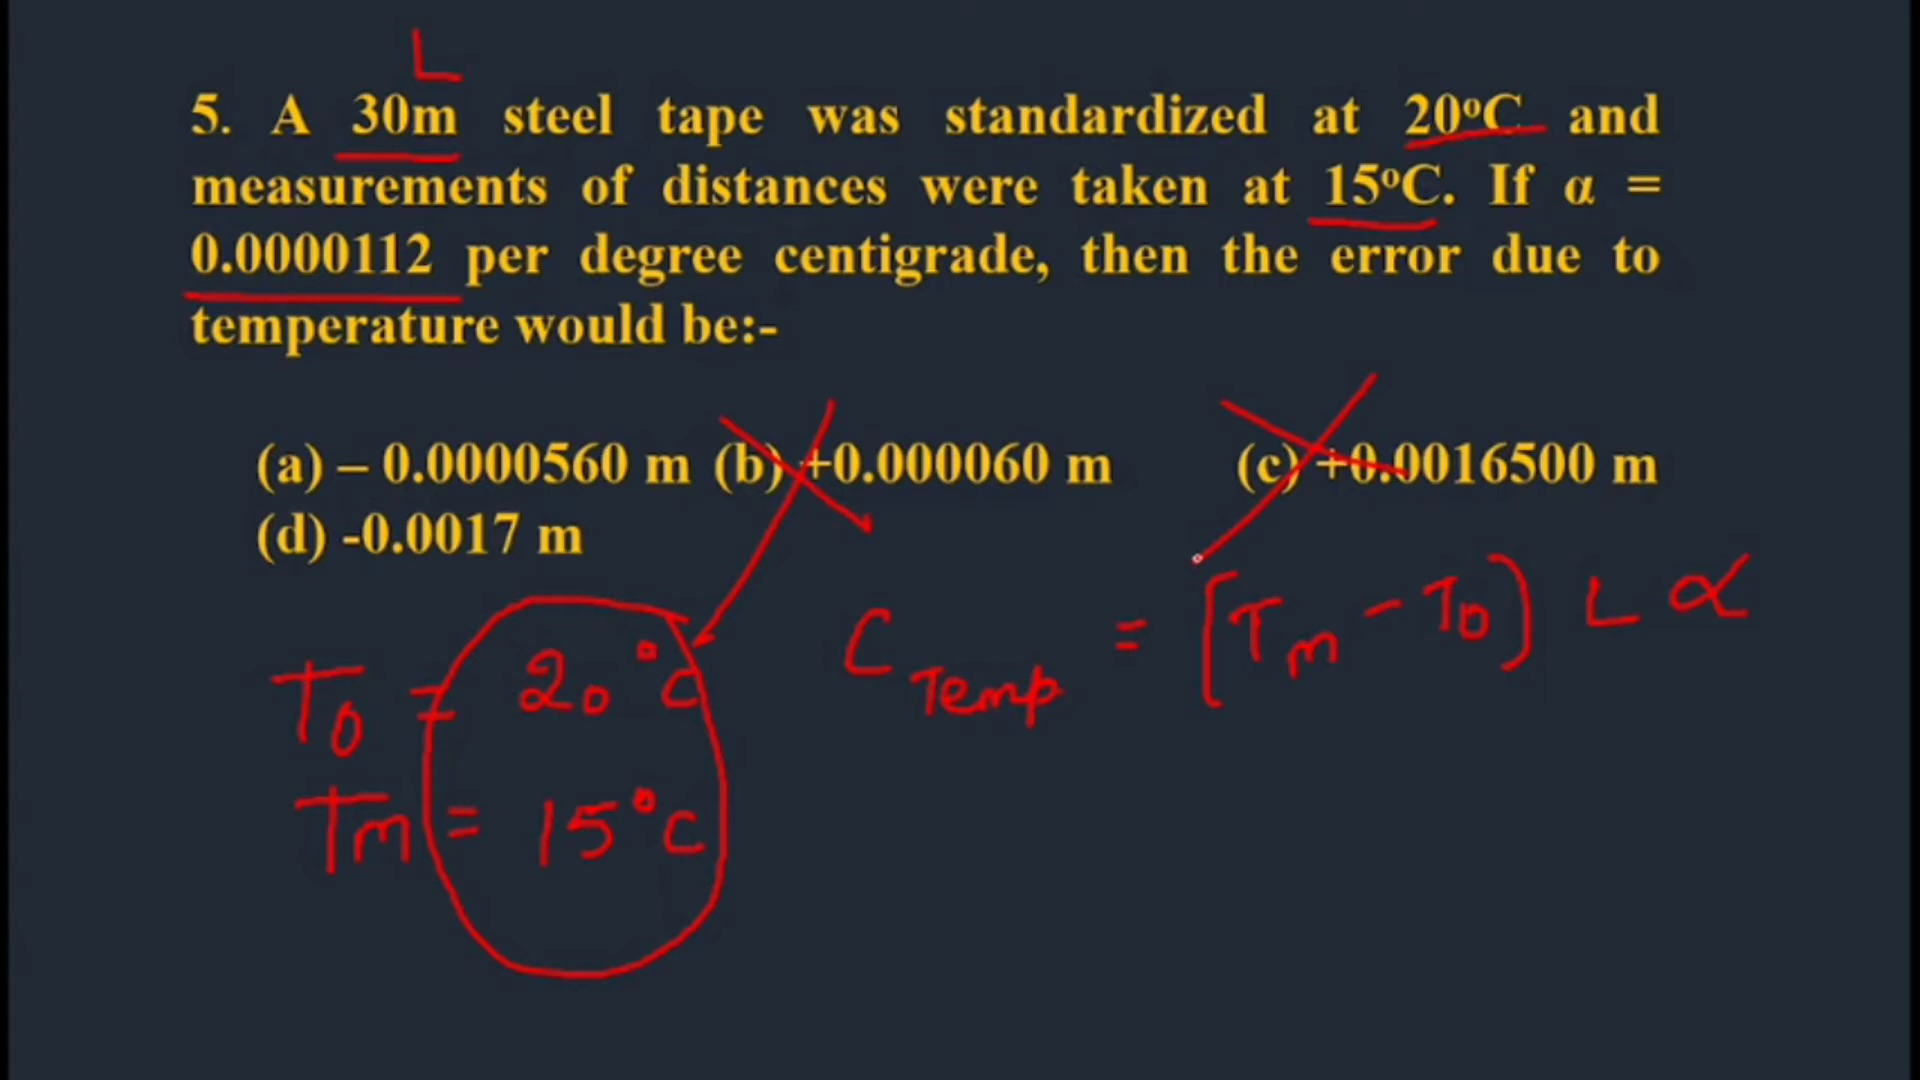 L
5. A 30m steel tape was standardized at 20°C and
measurements of distances were taken at 15°C. If α =
0.0000112 per degree centigrade, then the error due to
temperature would be:-
(a) – 0.0000560 m (b) +0.000060 m (c) +0.0016500 m
(d) -0.0017 m
C Temp = [Tm - T0] L α
T0 = 20°C
Tm = 15°C